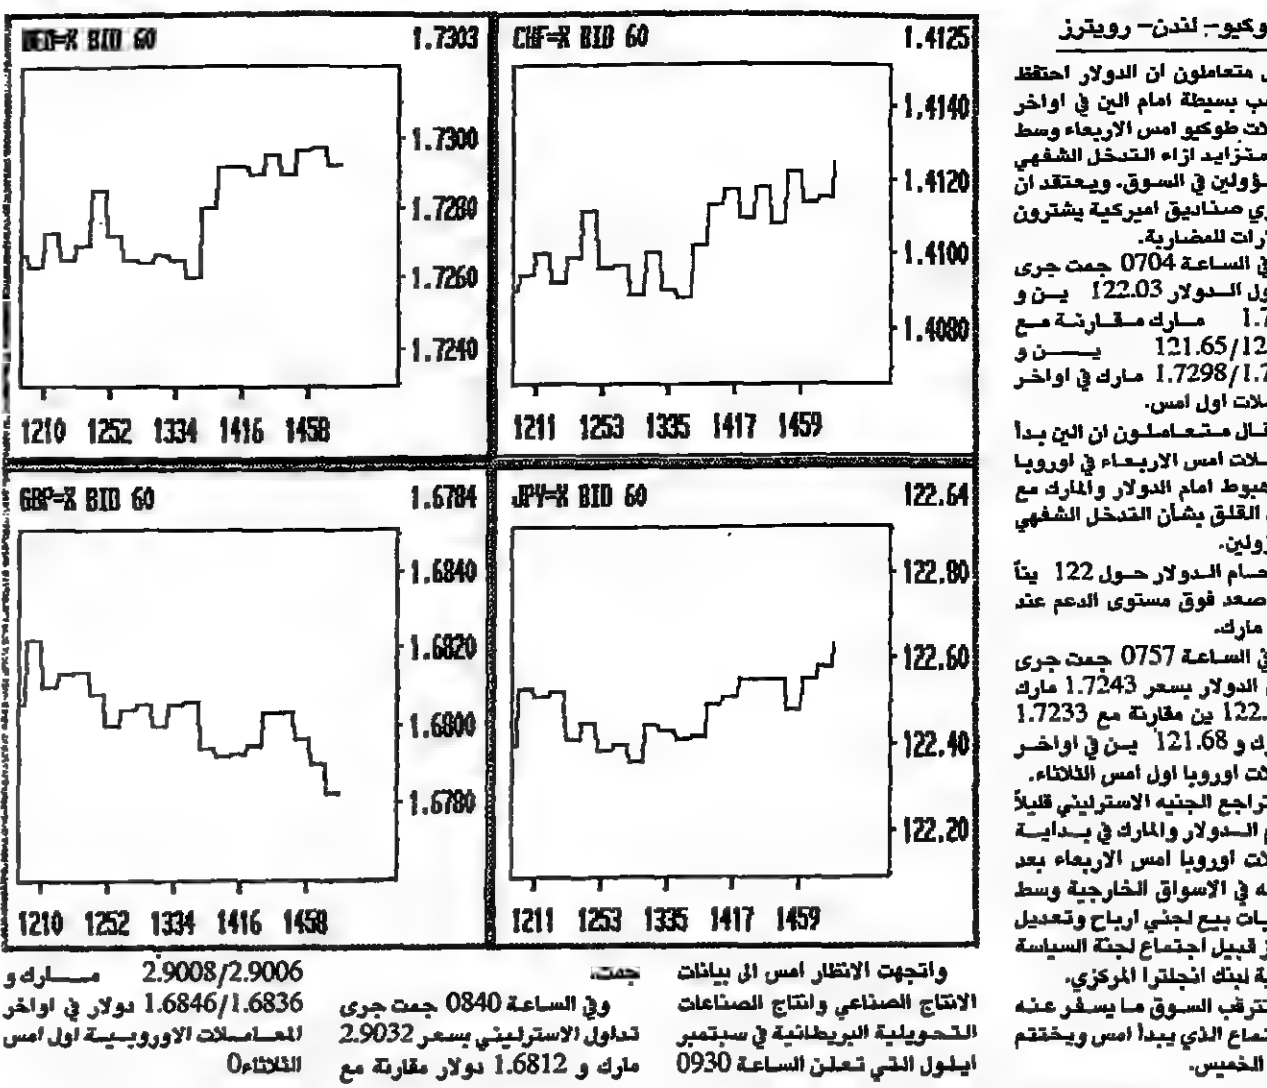 لندن - رويترز
متعاملون ان الدولار احتفظ
بسيطة امام الين في اواخر
طوكيو امس الاربعاء وسط
متزايد ازاء التدخل الشفهي
في السوق. ويعتقد ان
صناديق اميركية يشترون
للمضاربة.
في الساعة 0704 جمت جرى
الدولار 122.03 ين و
مارك مقارنة مع
121.65/ ين و
1.7298/ مارك في اواخر
اول امس.
متعاملون ان الين بدأ
امس الاربعاء في اوروبا
امام الدولار والمارك مع
القلق بشأن التدخل الشفهي
الدولار حول 122 يناً
صعد فوق مستوى الدعم عند
مارك.
في الساعة 0757 جمت جرى
الدولار بسعر 1.7243 مارك
ين مقارنة مع 1.7233
و 121.68 ين في اواخر
اوروبا اول امس الثلاثاء.
الجنيه الاسترليني قليلاً
الدولار والمارك في بداية
اوروبا امس الاربعاء بعد
في الاسواق الخارجية وسط
بيع لجني ارباح وتعديل
قبيل اجتماع لجنة السياسة
لبنك انجلترا المركزي.
السوق ما يسفر عنه
الذي يبدأ امس ويختتم
الخميس.
DEO=X BID 60 1.7303
1.7300
1.7280
1.7260
1.7240
1210 1252 1334 1416 1458
CHF=X BID 60 1.4125
1.4140
1.4120
1.4100
1.4080
1211 1253 1335 1417 1459
GBP=X BID 60 1.6784
1.6840
1.6820
1.6800
1.6780
1210 1252 1334 1416 1458
JPY=X BID 60 122.64
122.80
122.60
122.40
122.20
1211 1253 1335 1417 1459
واتجهت الانظار امس الى بيانات
الانتاج الصناعي وانتاج الصناعات
التحويلية البريطانية في سبتمبر
ايلول التي تعلن الساعة 0930
جمت.
وفي الساعة 0840 جمت جرى
تداول الاسترليني بسعر 2.9032
مارك و 1.6812 دولار مقارنة مع
2.9008/2.9006 مارك و
1.6846/1.6836 دولار في اواخر
المعاملات الاوروبية اول امس
الثلاثاء0